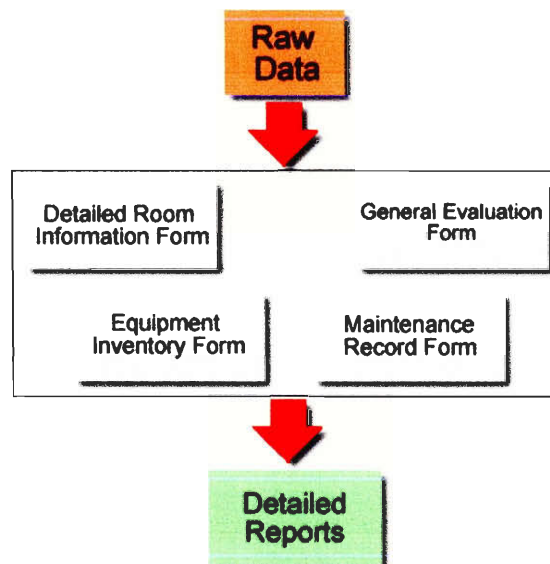 Raw
Data
Detailed Room
Information Form
General Evaluation
Form
Equipment
Inventory Form
Maintenance
Record Form
Detailed
Reports